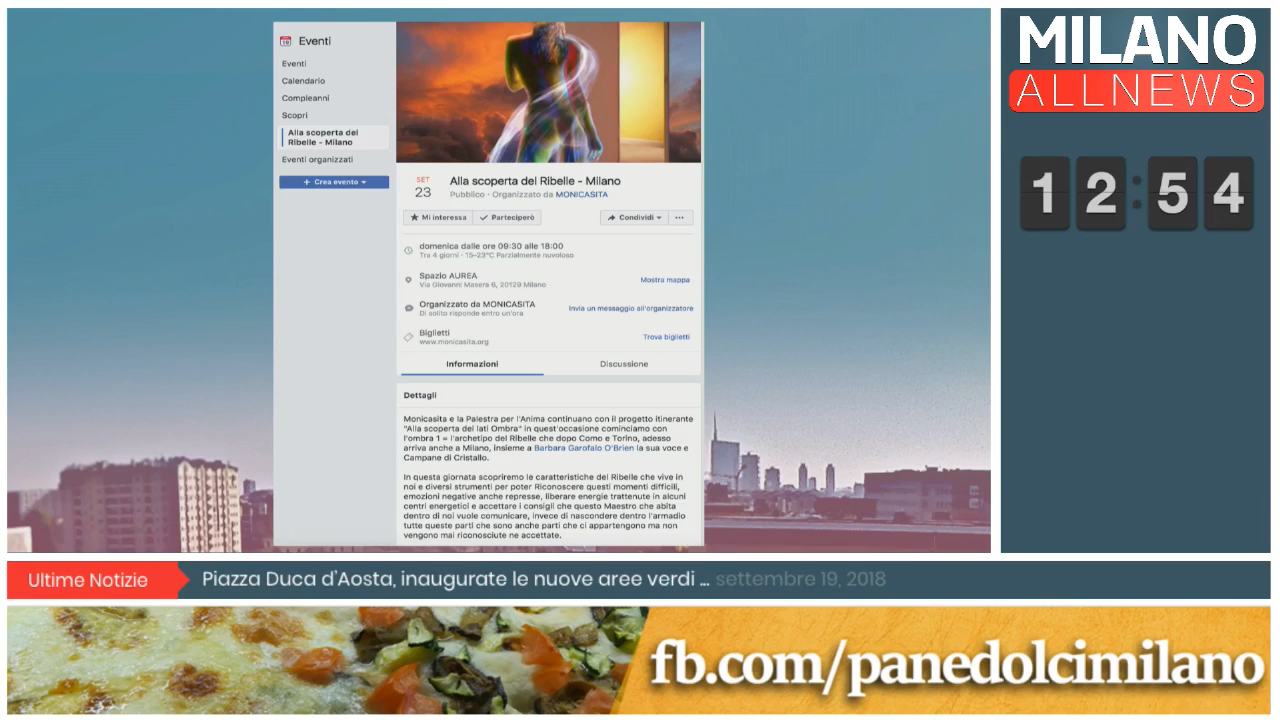 Eventi
Eventi
Calendario
Compleanni
Scopri
Alla scoperta del
Ribelle - Milano
Eventi organizzati
+ Crea evento
SET
23
Alla scoperta del Ribelle - Milano
Pubblico · Organizzato da MONICASITA
Mi interessa
Parteciperò
Condividi
domenica dalle ore 09:30 alle 18:00
Tra 4 giorni · 15–23°C Parzialmente nuvoloso
Spazio AUREA
Via Giovanni Masera 6, 20129 Milano
Mostra mappa
Organizzato da MONICASITA
Di solito risponde entro un'ora
Invia un messaggio all'organizzatore
Biglietti
www.monicasita.org
Trova biglietti
Informazioni
Discussione
Dettagli
Monicasita e la Palestra per l'Anima continuano con il progetto itinerante
"Alla scoperta dei lati Ombra" in quest'occasione cominciamo con
l'ombra 1 = l'archetipo del Ribelle che dopo Como e Torino, adesso
arriva anche a Milano, insieme a Barbara Garofalo O'Brien la sua voce e
Campane di Cristallo.
In questa giornata scopriremo le caratteristiche del Ribelle che vive in
noi e diversi strumenti per poter Riconoscere questi momenti difficili,
emozioni negative anche represse, liberare energie trattenute in alcuni
centri energetici e accettare i consigli che questo Maestro che abita
dentro di noi vuole comunicare, invece di nascondere dentro l'armadio
tutte queste parti che sono anche parti che ci appartengono ma non
vengono mai riconosciute ne accettate.
MILANO
ALLNEWS
12:54
Ultime Notizie
Piazza Duca d'Aosta, inaugurate le nuove aree verdi ... settembre 19, 2018
fb.com/panedolcimilano